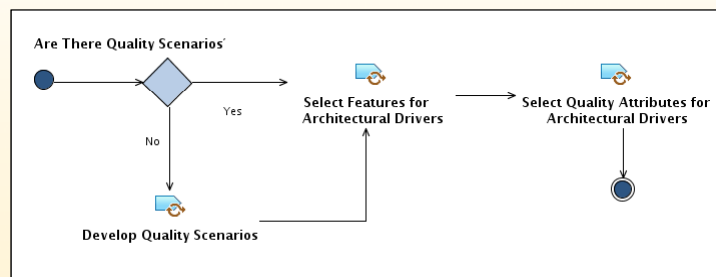 Are There Quality Scenarios´
Yes
No
Select Features for
Architectural Drivers
Select Quality Attributes for
Architectural Drivers
Develop Quality Scenarios